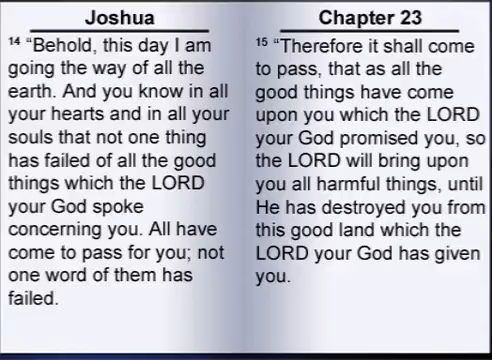 Joshua
14 “Behold, this day I am
going the way of all the
earth. And you know in all
your hearts and in all your
souls that not one thing
has failed of all the good
things which the LORD
your God spoke
concerning you. All have
come to pass for you; not
one word of them has
failed.
Chapter 23
15 “Therefore it shall come
to pass, that as all the
good things have come
upon you which the LORD
your God promised you, so
the LORD will bring upon
you all harmful things, until
He has destroyed you from
this good land which the
LORD your God has given
you.